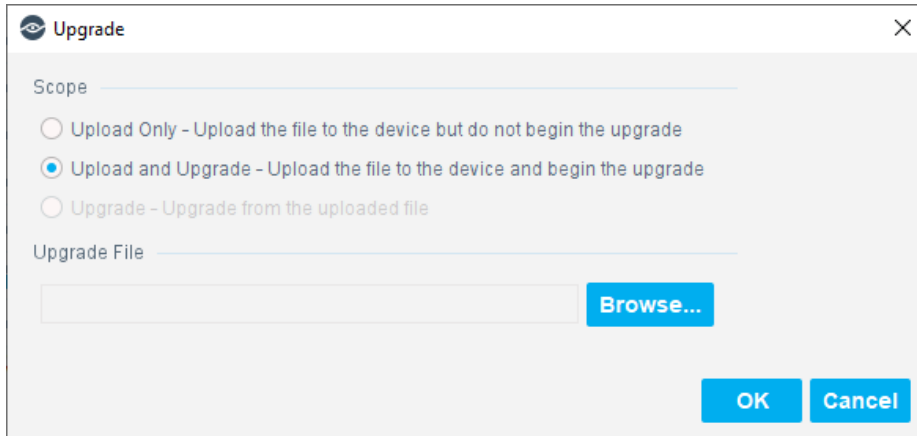 Upgrade
Scope
Upload Only - Upload the file to the device but do not begin the upgrade
Upload and Upgrade - Upload the file to the device and begin the upgrade
Upgrade - Upgrade from the uploaded file
Upgrade File
Browse...
OK Cancel